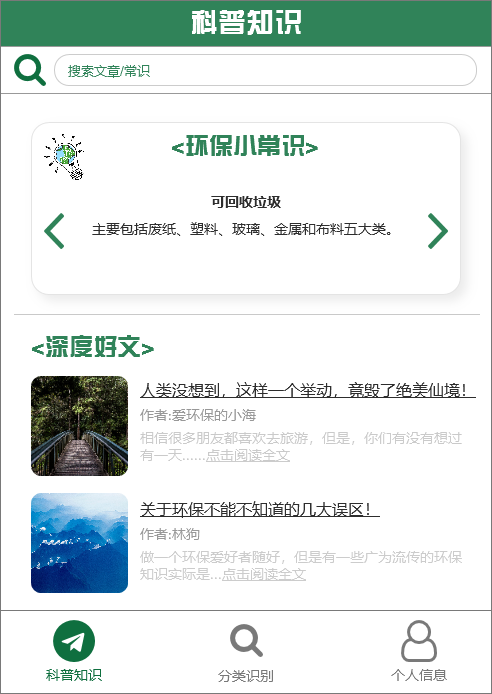 科普知识
搜索文章/常识
<环保小常识>
可回收垃圾
主要包括废纸、塑料、玻璃、金属和布料五大类。
<深度好文>
人类没想到，这样一个举动，竟毁了绝美仙境！
作者:爱环保的小海
相信很多朋友都喜欢去旅游，但是，你们有没有想过
有一天......点击阅读全文
关于环保不能不知道的几大误区！
作者:林狗
做一个环保爱好者随好，但是有一些广为流传的环保
知识实际是...点击阅读全文
科普知识
分类识别
个人信息